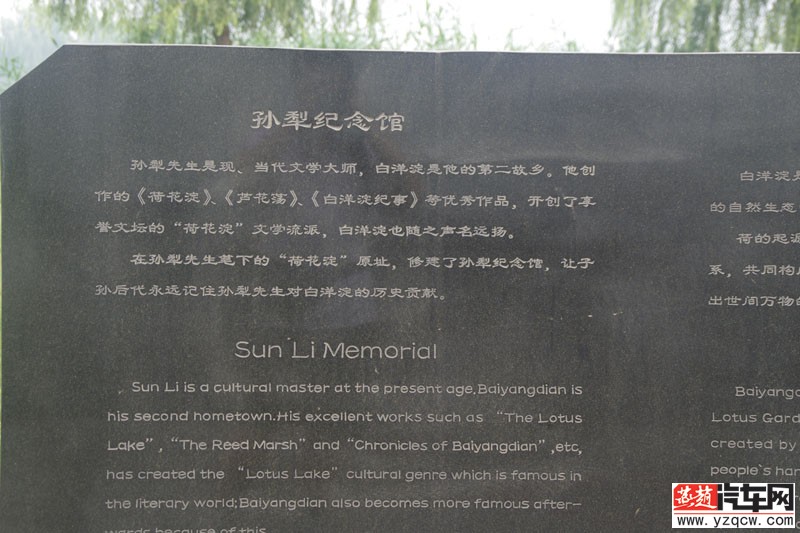 孙犁纪念馆
孙犁先生是现、当代文学大师，白洋淀是他的第二故乡。他创
作的《荷花淀》、《芦花荡》、《白洋淀纪事》等优秀作品，开创了享
誉文坛的“荷花淀”文学流派，白洋淀也随之声名远扬。
在孙犁先生笔下的“荷花淀”原址，修建了孙犁纪念馆，让子
孙后代永远记住孙犁先生对白洋淀的历史贡献。
Sun Li Memorial
Sun Li is a cultural master at the present age.Baiyangdian is
his second hometown.His excellent works such as “The Lotus
Lake”,“The Reed Marsh”and“Chronicles of Baiyangdian”,etc,
has created the “Lotus Lake”cultural genre which is famous in
the literary world;Baiyangdian also becomes more famous after-
wards because of this.
白洋淀是
的自然生态
荷的起源
系，共同构成
出世间万物的
Baiyangd
Lotus Gard
created by
people's han
燕赵汽车网
www.yzqcw.com